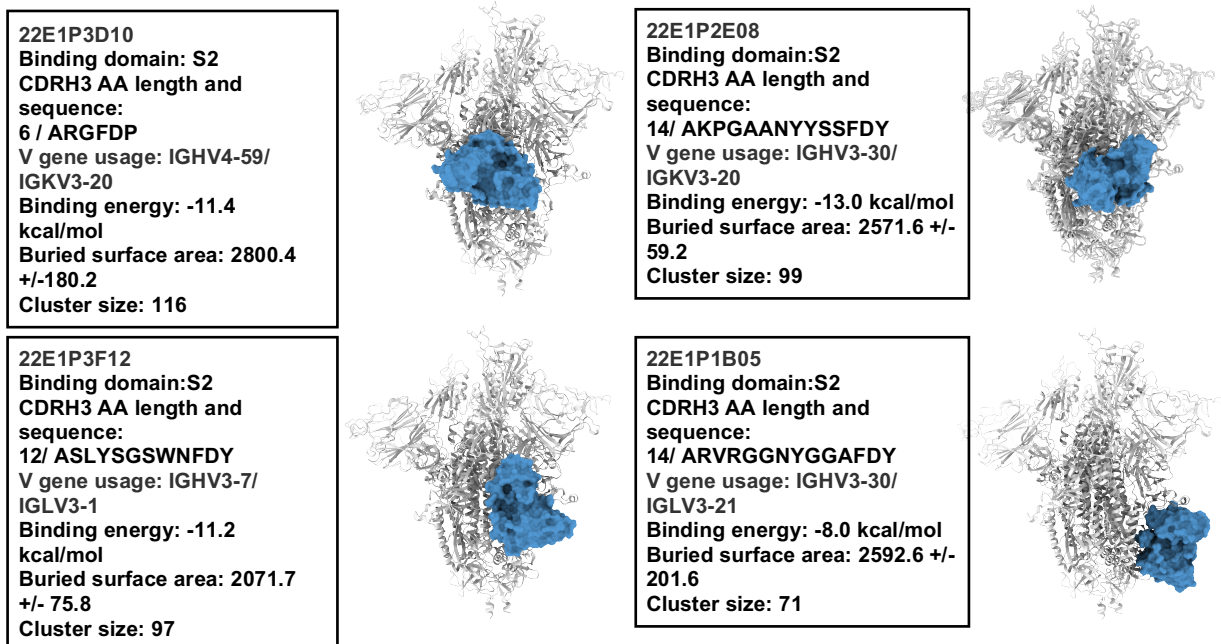 22E1P3D10
Binding domain: S2
CDRH3 AA length and
sequence:
6 / ARGFDP
V gene usage: IGHV4-59/
IGKV3-20
Binding energy: -11.4
kcal/mol
Buried surface area: 2800.4
+/-180.2
Cluster size: 116
22E1P2E08
Binding domain:S2
CDRH3 AA length and
sequence:
14/ AKPGAANYYSSFDY
V gene usage: IGHV3-30/
IGKV3-20
Binding energy: -13.0 kcal/mol
Buried surface area: 2571.6 +/-
59.2
Cluster size: 99
22E1P3F12
Binding domain:S2
CDRH3 AA length and
sequence:
12/ ASLYSGSWNFDY
V gene usage: IGHV3-7/
IGLV3-1
Binding energy: -11.2
kcal/mol
Buried surface area: 2071.7
+/- 75.8
Cluster size: 97
22E1P1B05
Binding domain:S2
CDRH3 AA length and
sequence:
14/ ARVRGGNYGGAFDY
V gene usage: IGHV3-30/
IGLV3-21
Binding energy: -8.0 kcal/mol
Buried surface area: 2592.6 +/-
201.6
Cluster size: 71